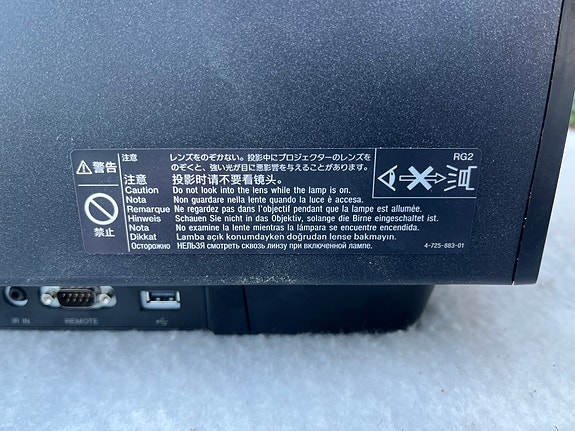 警告
禁止
注意 レンズをのぞかない。投影中にプロジェクターのレンズを
のぞくと、強い光が目に悪影響を与えることがあります。
注意 投影时请不要看镜头。
Caution Do not look into the lens while the lamp is on.
Nota Non guardare nella lente quando la luce è accesa.
Remarque Ne regardez pas dans l'objectif pendant que la lampe est allumée.
Hinweis Schauen Sie nicht in das Objektiv, solange die Birne eingeschaltet ist.
Nota No examine la lente mientras la lámpara se encuentre encendida.
Dikkat Lamba açık konumdayken doğrudan lense bakmayın.
Осторожно НЕЛЬЗЯ смотреть сквозь линзу при включенной лампе.
RG2
4-725-883-01
IR IN
REMOTE